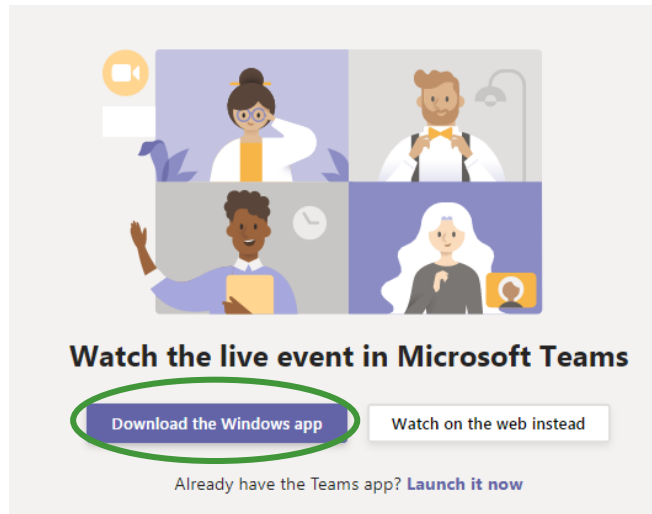 Watch the live event in Microsoft Teams
Download the Windows app
Watch on the web instead
Already have the Teams app? Launch it now